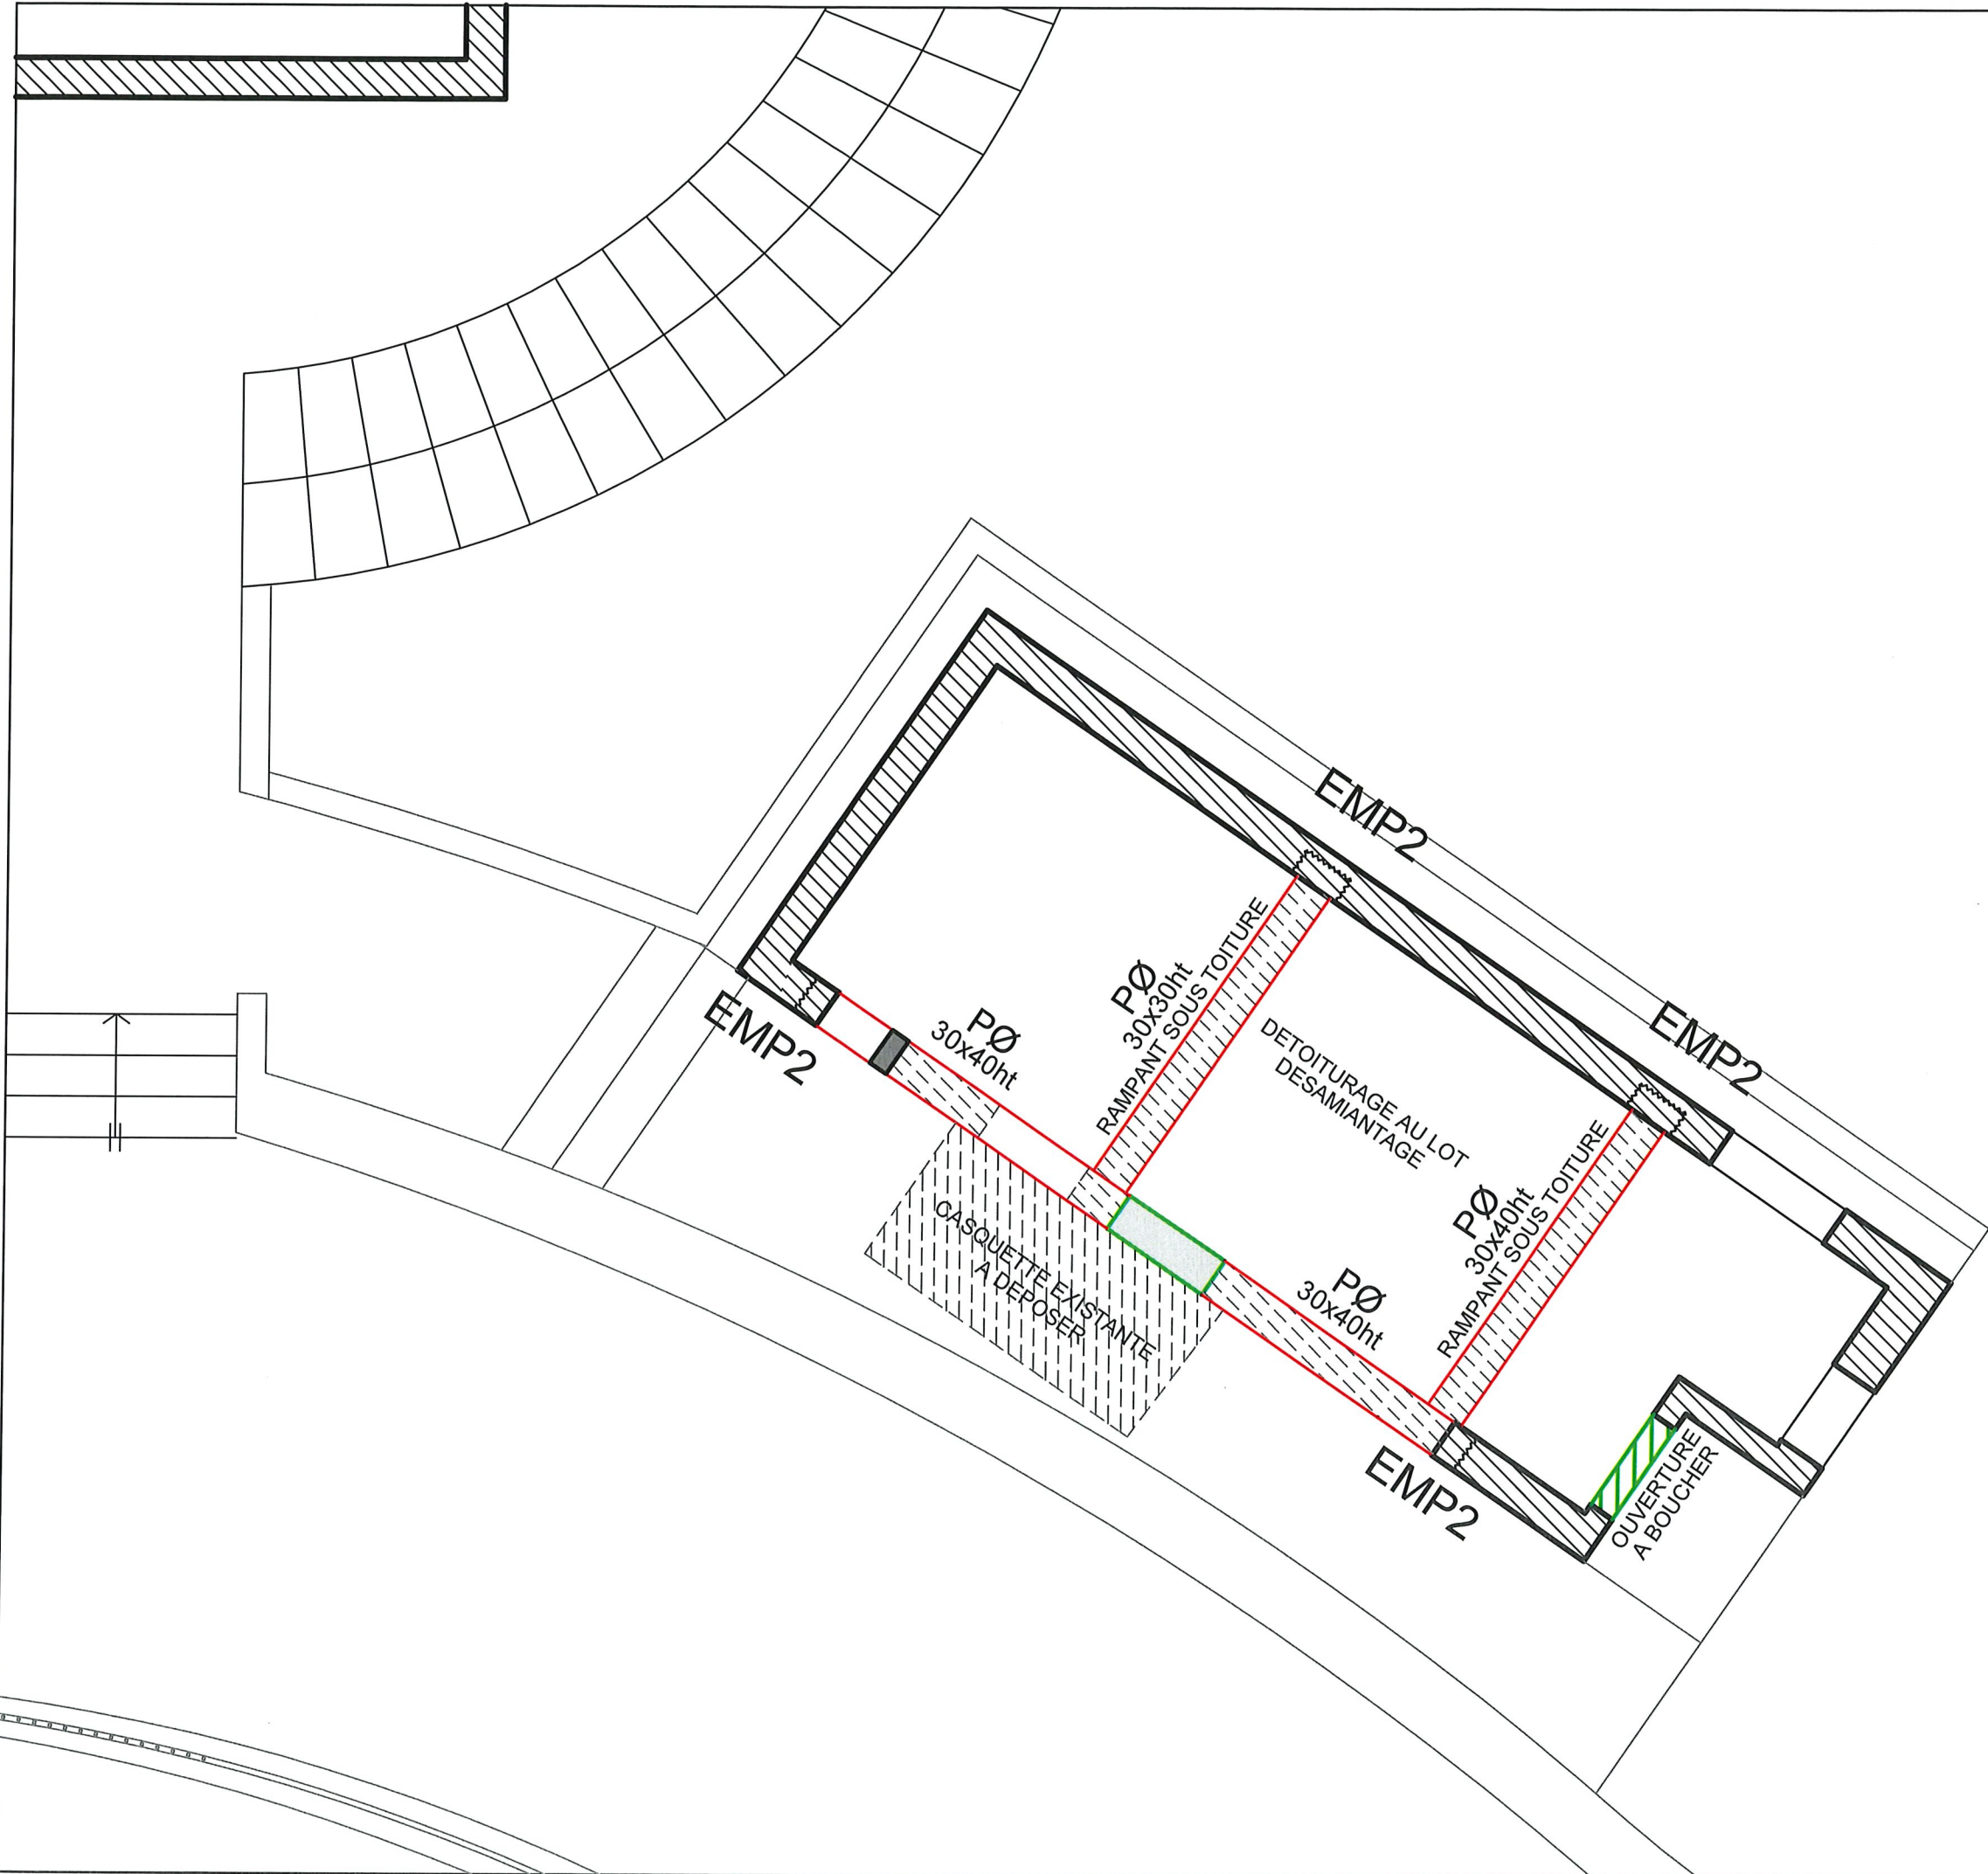 EMP2
EMP2
EMP2
PØ
30x40ht
PØ
30x30ht
RAMPANT SOUS TOITURE
DETOITURAGE AU LOT
DESAMIANTAGE
PØ
30x40ht
RAMPANT SOUS TOITURE
CASQUETTE EXISTANTE
A DEPOSER
PØ
30x40ht
EMP2
OUVERTURE
A BOUCHER